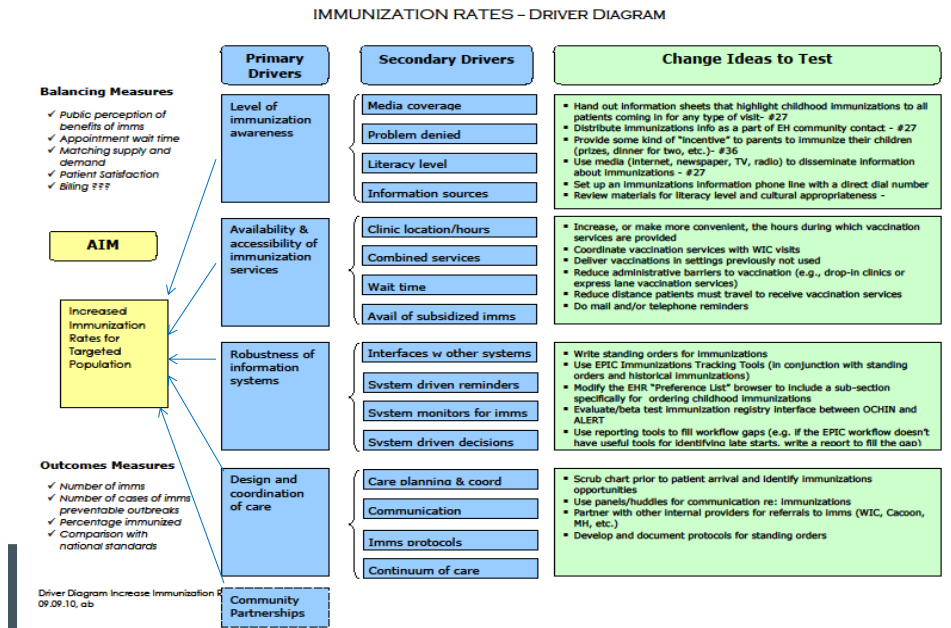 IMMUNIZATION RATES – DRIVER DIAGRAM
Primary
Drivers
Secondary Drivers
Change Ideas to Test
Balancing Measures
✓ Public perception of
benefits of imms
✓ Appointment wait time
✓ Matching supply and
demand
✓ Patient Satisfaction
✓ Billing ???
AIM
Increased
Immunization
Rates for
Targeted
Population
Outcomes Measures
✓ Number of imms
✓ Number of cases of imms
preventable outbreaks
✓ Percentage immunized
✓ Comparison with
national standards
Driver Diagram Increase Immunization
09.09.10, ab
Level of
immunization
awareness
Media coverage
Problem denied
Literacy level
Information sources
▪ Hand out information sheets that highlight childhood immunizations to all
patients coming in for any type of visit- #27
▪ Distribute immunizations info as a part of EH community contact - #27
▪ Provide some kind of "incentive" to parents to immunize their children
(prizes, dinner for two, etc.)- #36
▪ Use media (internet, newspaper, TV, radio) to disseminate information
about immunizations - #27
▪ Set up an immunizations information phone line with a direct dial number
▪ Review materials for literacy level and cultural appropriateness -
Availability &
accessibility of
immunization
services
Clinic location/hours
Combined services
Wait time
Avail of subsidized imms
▪ Increase, or make more convenient, the hours during which vaccination
services are provided
▪ Coordinate vaccination services with WIC visits
▪ Deliver vaccinations in settings previously not used
▪ Reduce administrative barriers to vaccination (e.g., drop-in clinics or
express lane vaccination services)
▪ Reduce distance patients must travel to receive vaccination services
▪ Do mail and/or telephone reminders
Robustness of
information
systems
Interfaces w other systems
System driven reminders
System monitors for imms
System driven decisions
▪ Write standing orders for immunizations
▪ Use EPIC Immunizations Tracking Tools (in conjunction with standing
orders and historical immunizations)
▪ Modify the EHR "Preference List" browser to include a sub-section
specifically for ordering childhood immunizations
▪ Evaluate/beta test immunization registry interface between OCHIN and
ALERT
▪ Use reporting tools to fill workflow gaps (e.g. if the EPIC workflow doesn't
have useful tools for identifying late starts, write a report to fill the gap)
Design and
coordination
of care
Care planning & coord
Communication
Imms protocols
Continuum of care
▪ Scrub chart prior to patient arrival and identify immunizations
opportunities
▪ Use panels/huddles for communication re: immunizations
▪ Partner with other internal providers for referrals to imms (WIC, Cacoon,
MH, etc.)
▪ Develop and document protocols for standing orders
Community
Partnerships